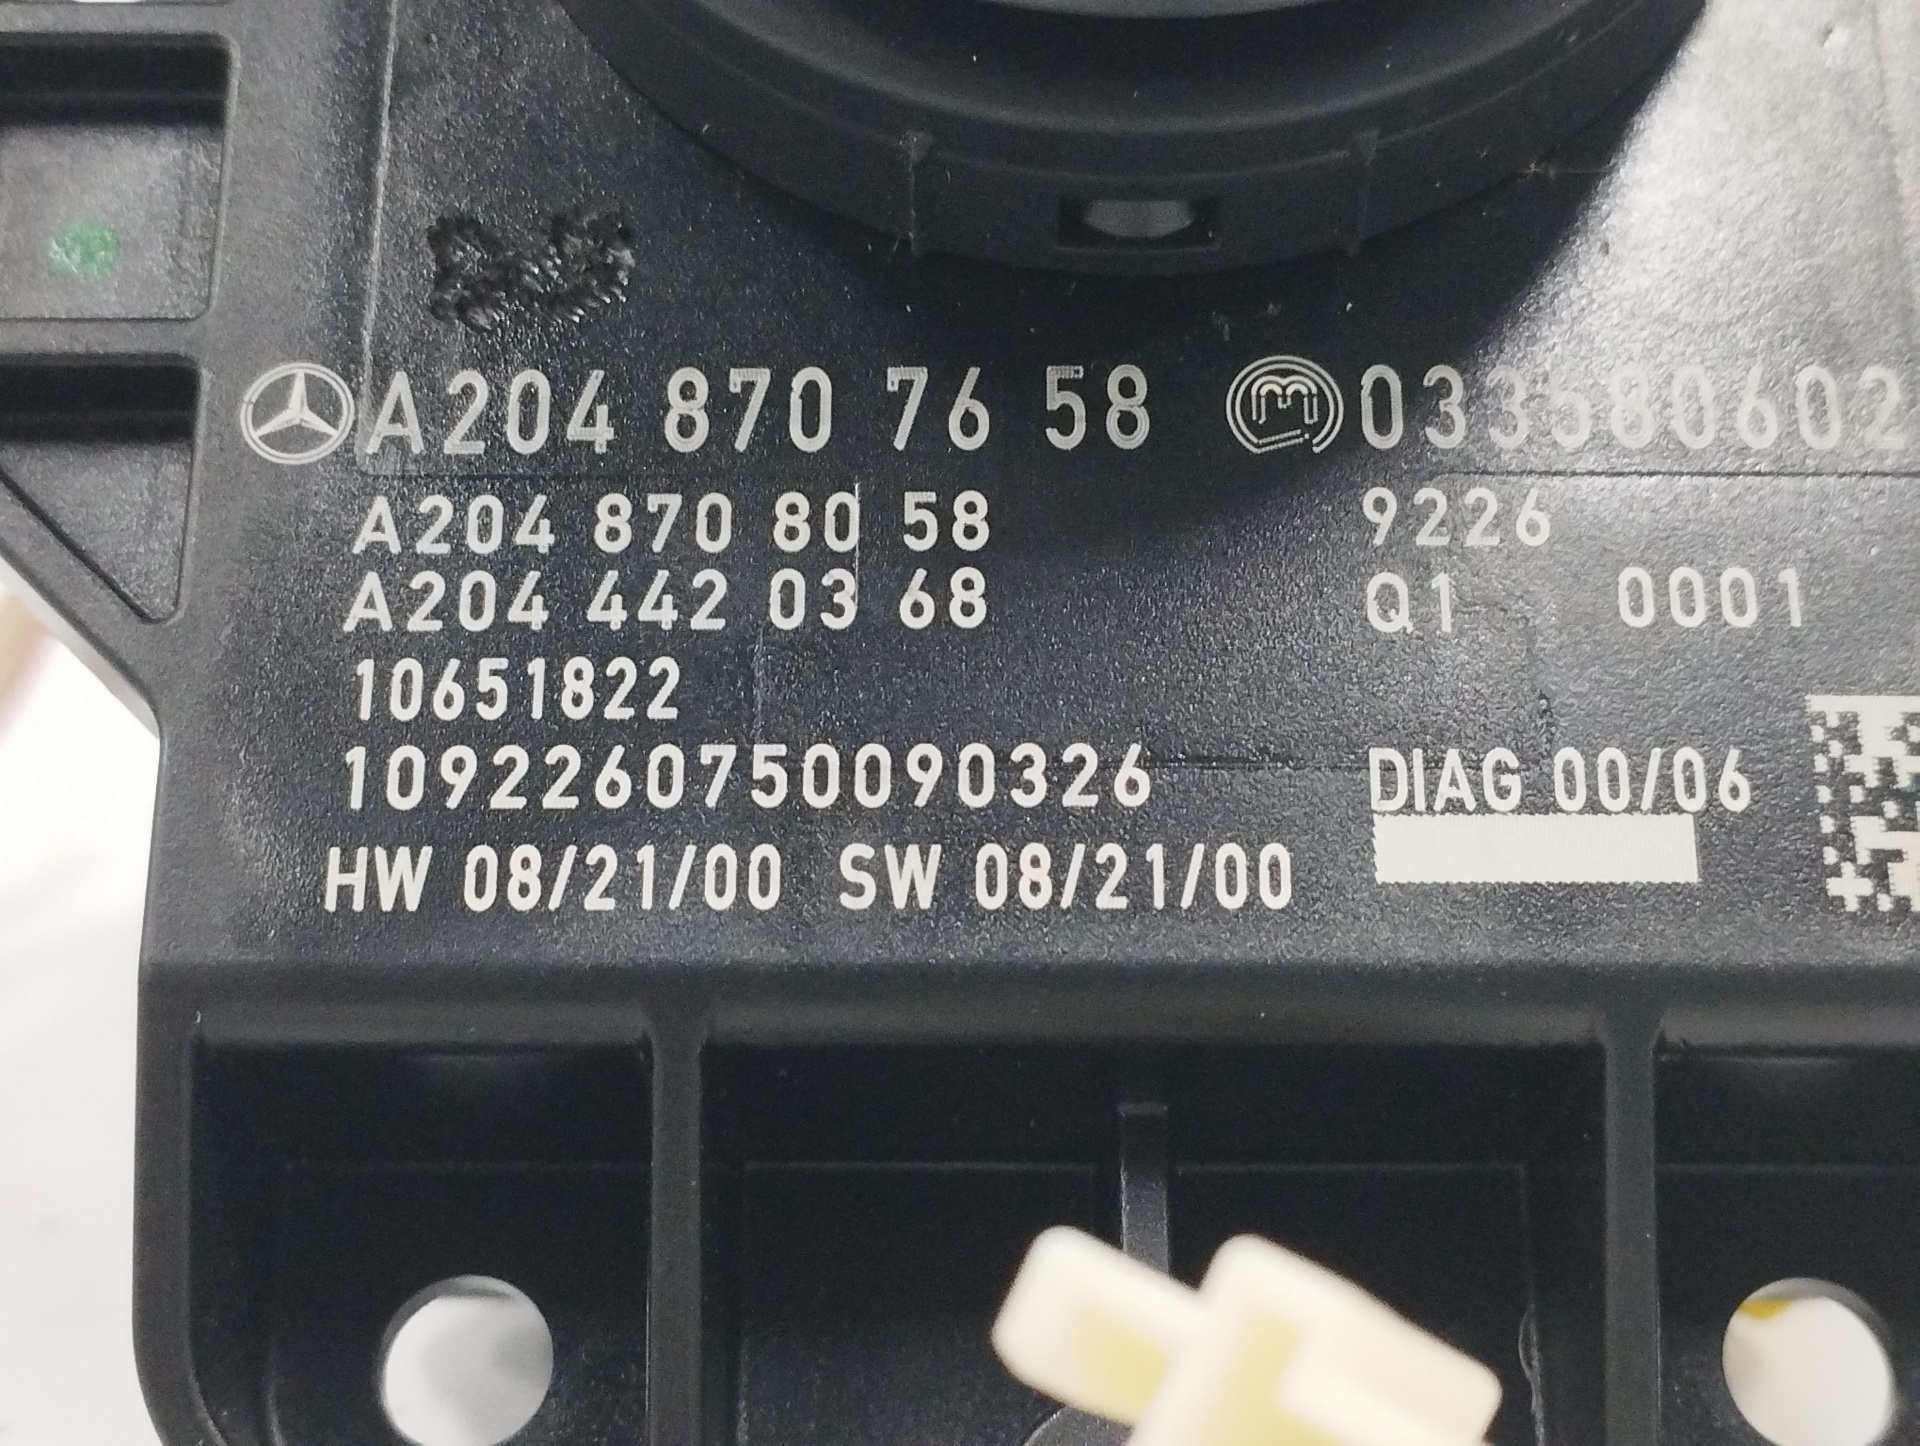 A204 870 76 58 m 033580602
A204 870 80 58 9226
A204 442 03 68 Q1 0001
10651822
1092260750090326 DIAG 00/06
HW 08/21/00 SW 08/21/00